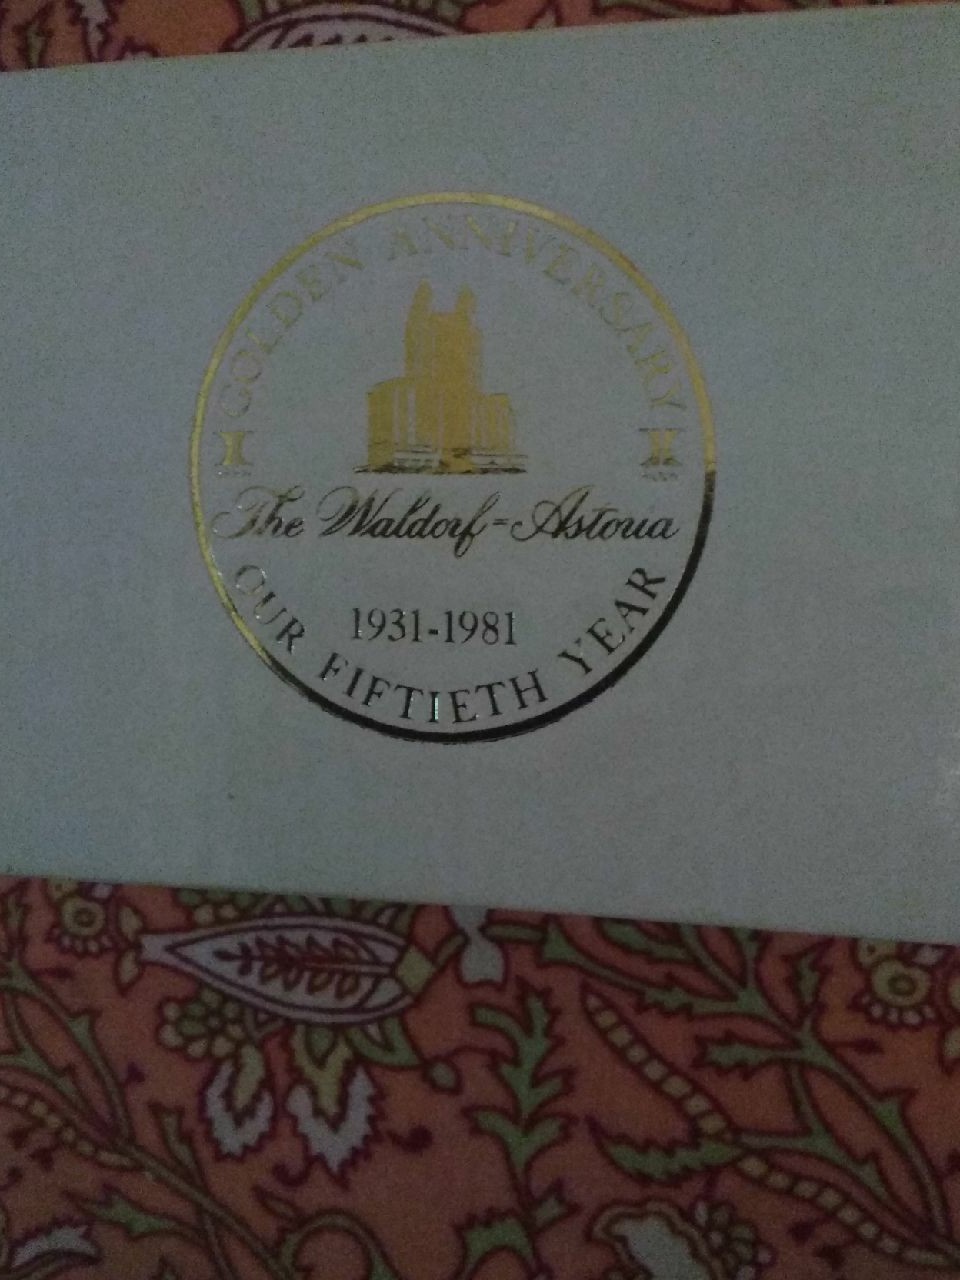 GOLDEN ANNIVERSARY
The Waldorf=Astoria
1931-1981
OUR FIFTIETH YEAR